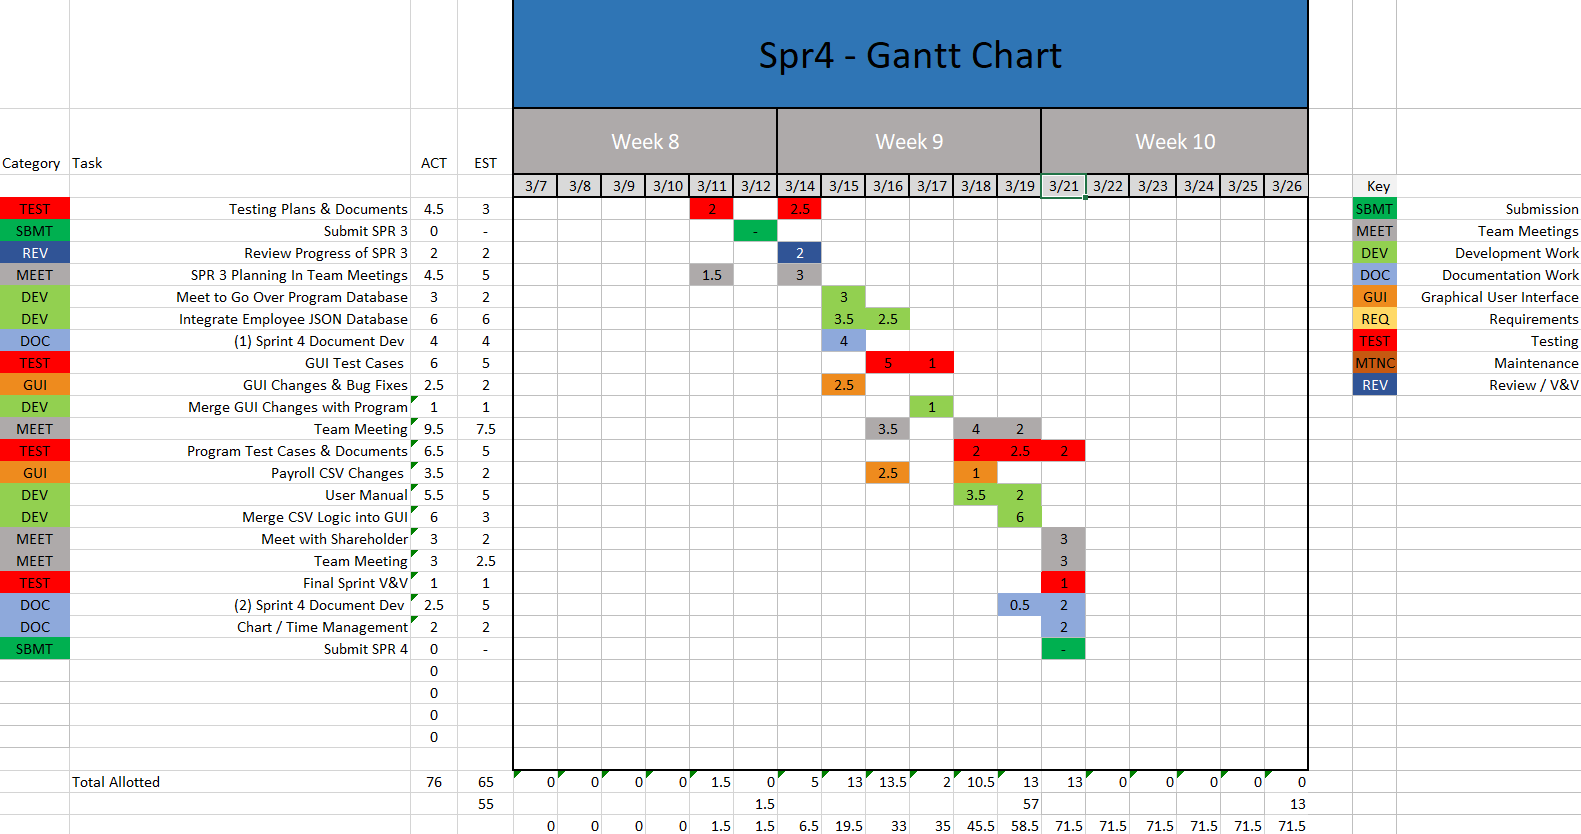 Spr4 - Gantt Chart
Week 8 Week 9 Week 10
Category Task ACT EST
3/7 3/8 3/9 3/10 3/11 3/12 3/14 3/15 3/16 3/17 3/18 3/19 3/21 3/22 3/23 3/24 3/25 3/26 Key
TEST Testing Plans & Documents 4.5 3 2 2.5 SBMT Submission
SBMT Submit SPR 3 0 - - MEET Team Meetings
REV Review Progress of SPR 3 2 2 2 DEV Development Work
MEET SPR 3 Planning In Team Meetings 4.5 5 1.5 3 DOC Documentation Work
DEV Meet to Go Over Program Database 3 2 3 GUI Graphical User Interface
DEV Integrate Employee JSON Database 6 6 3.5 2.5 REQ Requirements
DOC (1) Sprint 4 Document Dev 4 4 4 TEST Testing
TEST GUI Test Cases 6 5 5 1 MTNC Maintenance
GUI GUI Changes & Bug Fixes 2.5 2 2.5 REV Review / V&V
DEV Merge GUI Changes with Program 1 1 1
MEET Team Meeting 9.5 7.5 3.5 4 2
TEST Program Test Cases & Documents 6.5 5 2 2.5 2
GUI Payroll CSV Changes 3.5 2 2.5 1
DEV User Manual 5.5 5 3.5 2
DEV Merge CSV Logic into GUI 6 3 6
MEET Meet with Shareholder 3 2 3
MEET Team Meeting 3 2.5 3
TEST Final Sprint V&V 1 1 1
DOC (2) Sprint 4 Document Dev 2.5 5 0.5 2
DOC Chart / Time Management 2 2 2
SBMT Submit SPR 4 0 - -
0
0
0
0
Total Allotted 76 65 0 0 0 0 1.5 0 5 13 13.5 2 10.5 13 13 0 0 0 0 0
55 1.5 57 13
0 0 0 0 1.5 1.5 6.5 19.5 33 35 45.5 58.5 71.5 71.5 71.5 71.5 71.5 71.5